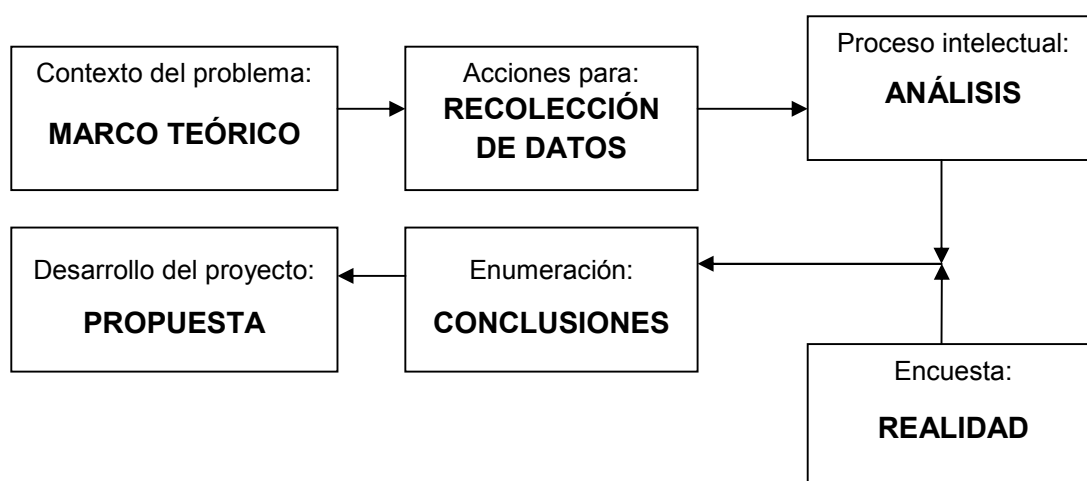 Contexto del problema:
MARCO TEÓRICO
Acciones para:
RECOLECCIÓN
DE DATOS
Proceso intelectual:
ANÁLISIS
Desarrollo del proyecto:
PROPUESTA
Enumeración:
CONCLUSIONES
Encuesta:
REALIDAD